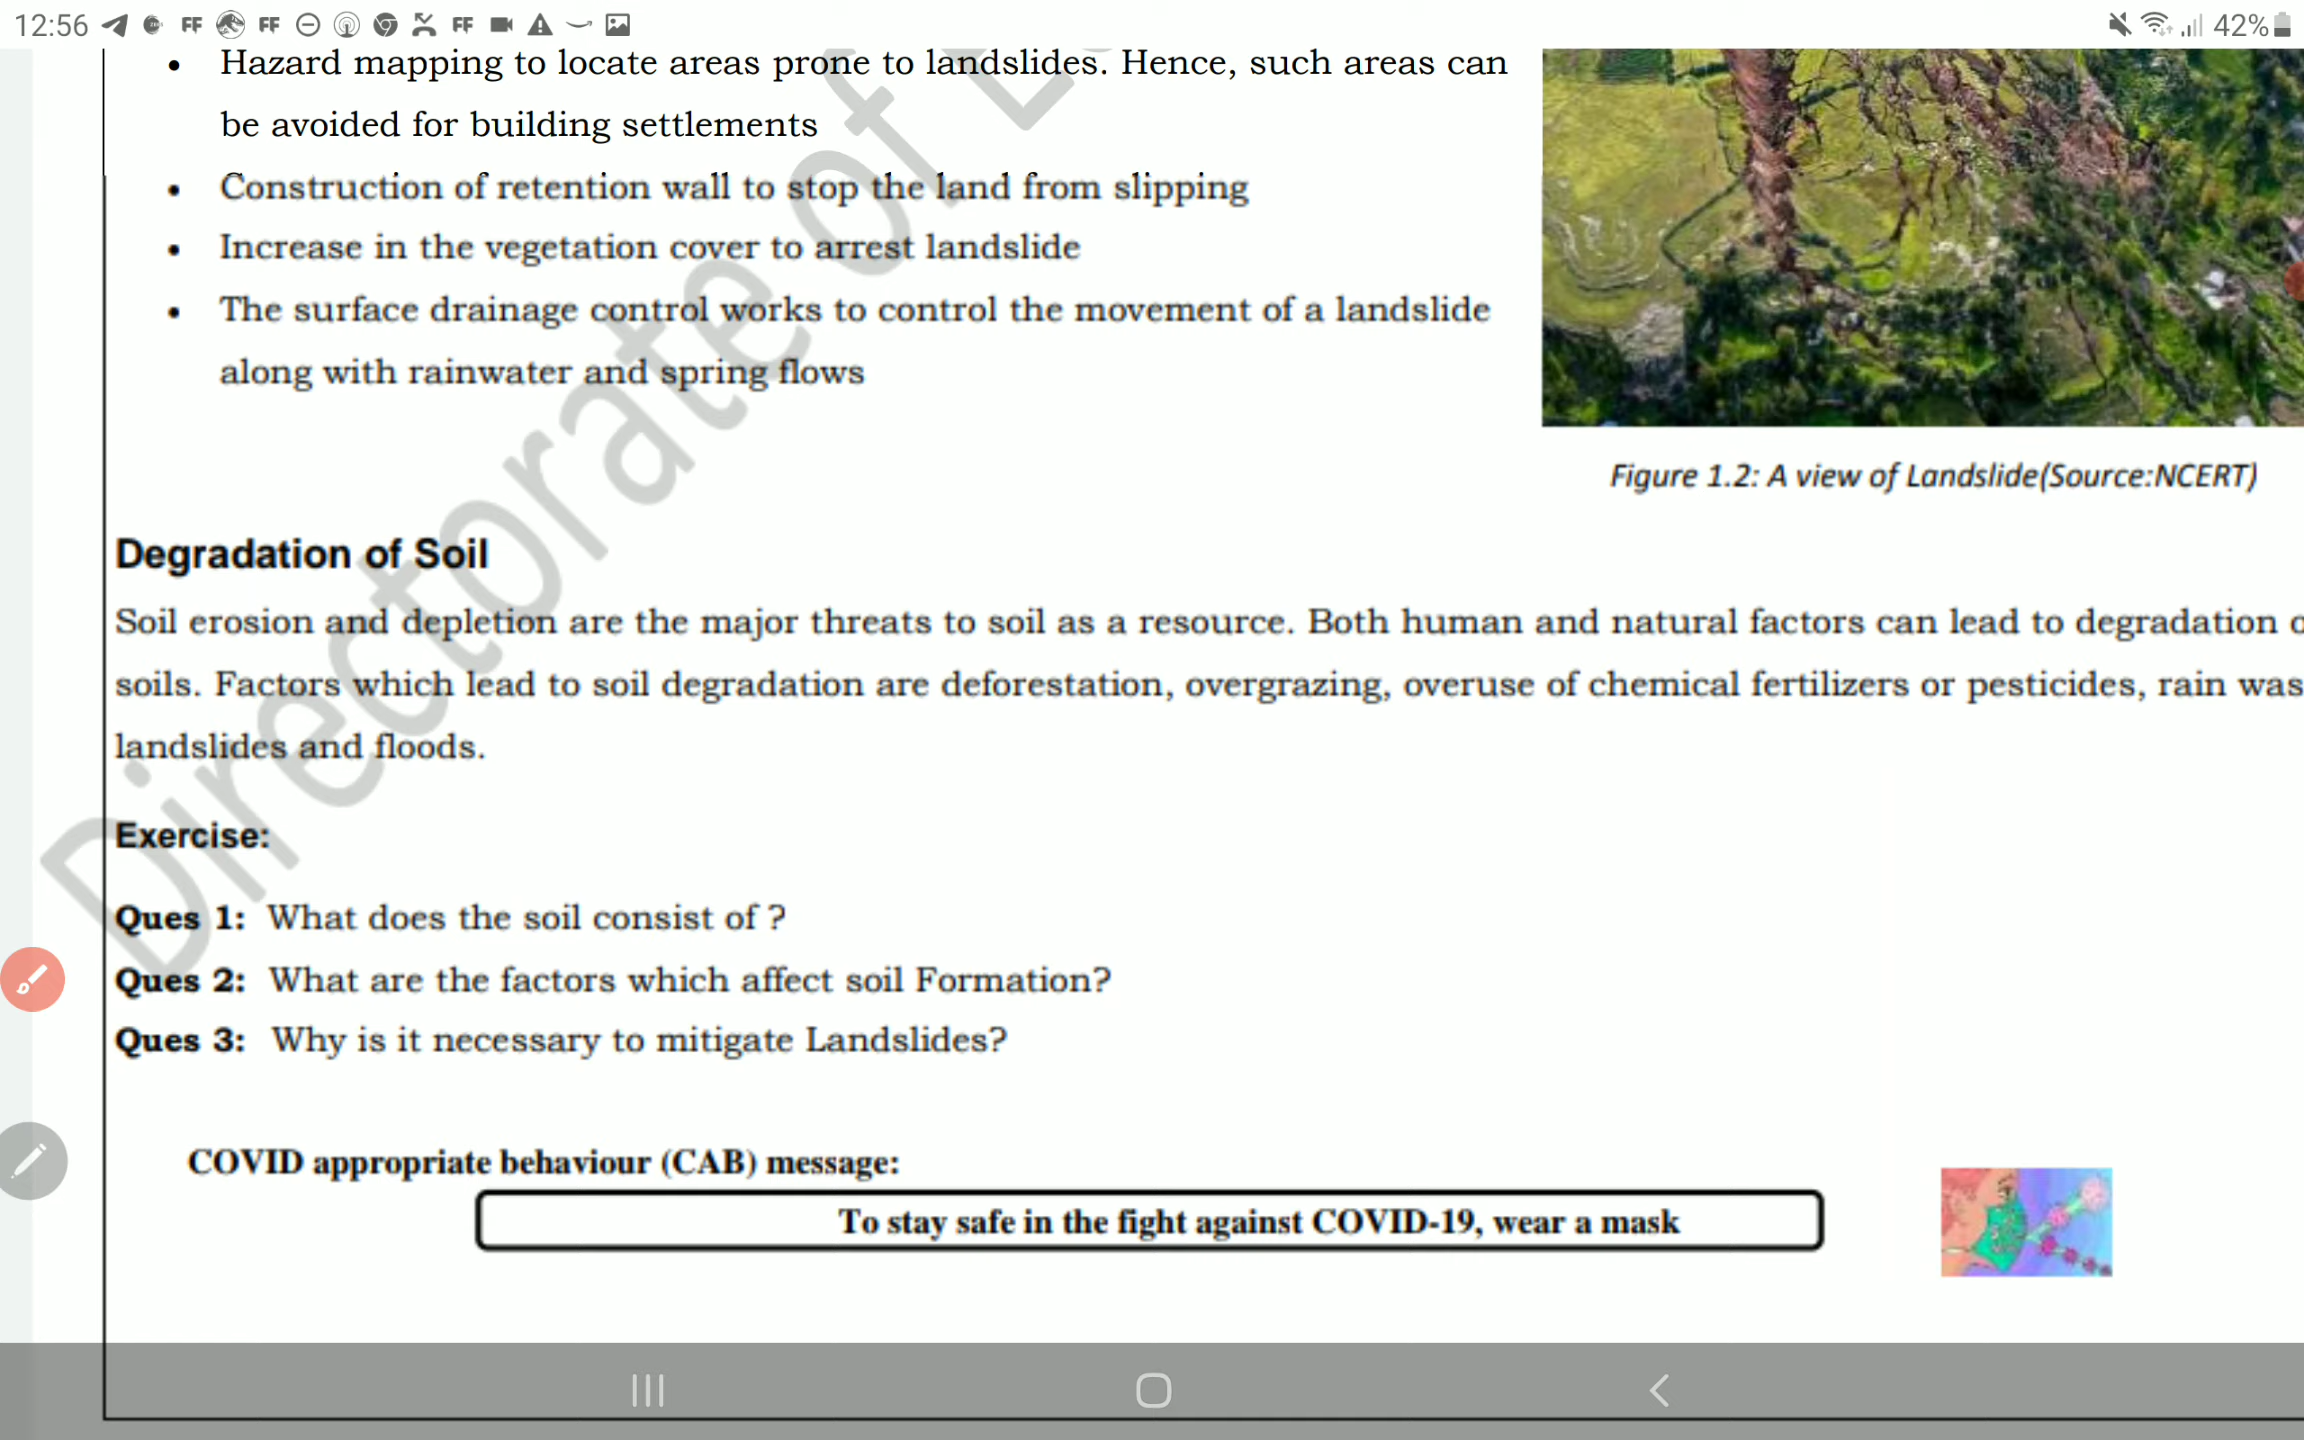 12:56 FF FF FF 42%
• Hazard mapping to locate areas prone to landslides. Hence, such areas can
be avoided for building settlements
• Construction of retention wall to stop the land from slipping
• Increase in the vegetation cover to arrest landslide
• The surface drainage control works to control the movement of a landslide
along with rainwater and spring flows
Figure 1.2: A view of Landslide(Source:NCERT)
Degradation of Soil
Soil erosion and depletion are the major threats to soil as a resource. Both human and natural factors can lead to degradation
soils. Factors which lead to soil degradation are deforestation, overgrazing, overuse of chemical fertilizers or pesticides, rain was
landslides and floods.
Exercise:
Ques 1: What does the soil consist of ?
Ques 2: What are the factors which affect soil Formation?
Ques 3: Why is it necessary to mitigate Landslides?
COVID appropriate behaviour (CAB) message:
To stay safe in the fight against COVID-19, wear a mask
Directorate of